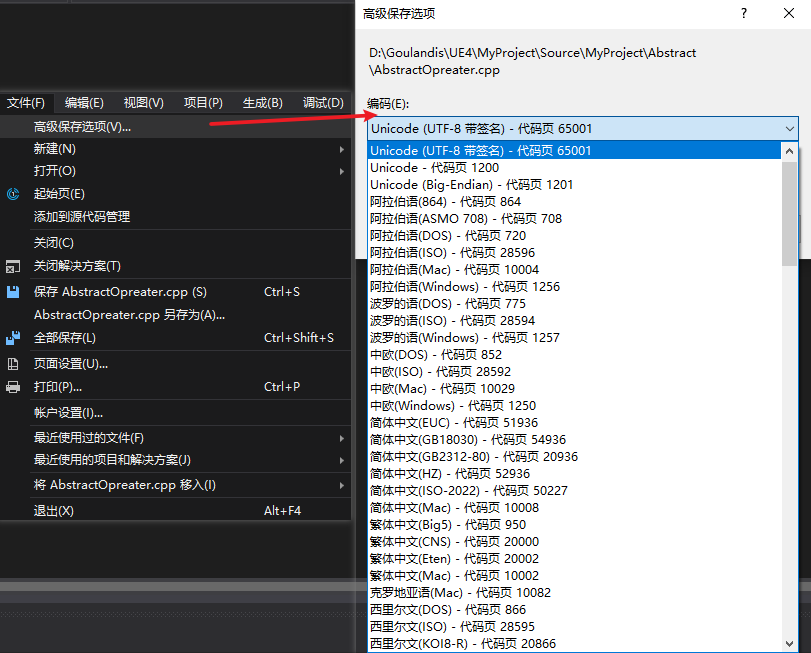 高级保存选项
?
D:\Goulandis\UE4\MyProject\Source\MyProject\Abstract
\AbstractOpreater.cpp
编码(E):
Unicode (UTF-8 带签名) - 代码页 65001
文件(F) 编辑(E) 视图(V) 项目(P) 生成(B) 调试(D)
高级保存选项(V)...
新建(N)
打开(O)
起始页(E)
添加到源代码管理
关闭(C)
关闭解决方案(T)
保存 AbstractOpreater.cpp (S) Ctrl+S
AbstractOpreater.cpp 另存为(A)...
全部保存(L) Ctrl+Shift+S
页面设置(U)...
打印(P)... Ctrl+P
帐户设置(I)...
最近使用过的文件(F)
最近使用的项目和解决方案(J)
将 AbstractOpreater.cpp 移入(I)
退出(X) Alt+F4
Unicode (UTF-8 带签名) - 代码页 65001
Unicode - 代码页 1200
Unicode (Big-Endian) - 代码页 1201
阿拉伯语(864) - 代码页 864
阿拉伯语(ASMO 708) - 代码页 708
阿拉伯语(DOS) - 代码页 720
阿拉伯语(ISO) - 代码页 28596
阿拉伯语(Mac) - 代码页 10004
阿拉伯语(Windows) - 代码页 1256
波罗的语(DOS) - 代码页 775
波罗的语(ISO) - 代码页 28594
波罗的语(Windows) - 代码页 1257
中欧(DOS) - 代码页 852
中欧(ISO) - 代码页 28592
中欧(Mac) - 代码页 10029
中欧(Windows) - 代码页 1250
简体中文(EUC) - 代码页 51936
简体中文(GB18030) - 代码页 54936
简体中文(GB2312-80) - 代码页 20936
简体中文(HZ) - 代码页 52936
简体中文(ISO-2022) - 代码页 50227
简体中文(Mac) - 代码页 10008
繁体中文(Big5) - 代码页 950
繁体中文(CNS) - 代码页 20000
繁体中文(Eten) - 代码页 20002
繁体中文(Mac) - 代码页 10002
克罗地亚语(Mac) - 代码页 10082
西里尔文(DOS) - 代码页 866
西里尔文(ISO) - 代码页 28595
西里尔文(KOI8-R) - 代码页 20866